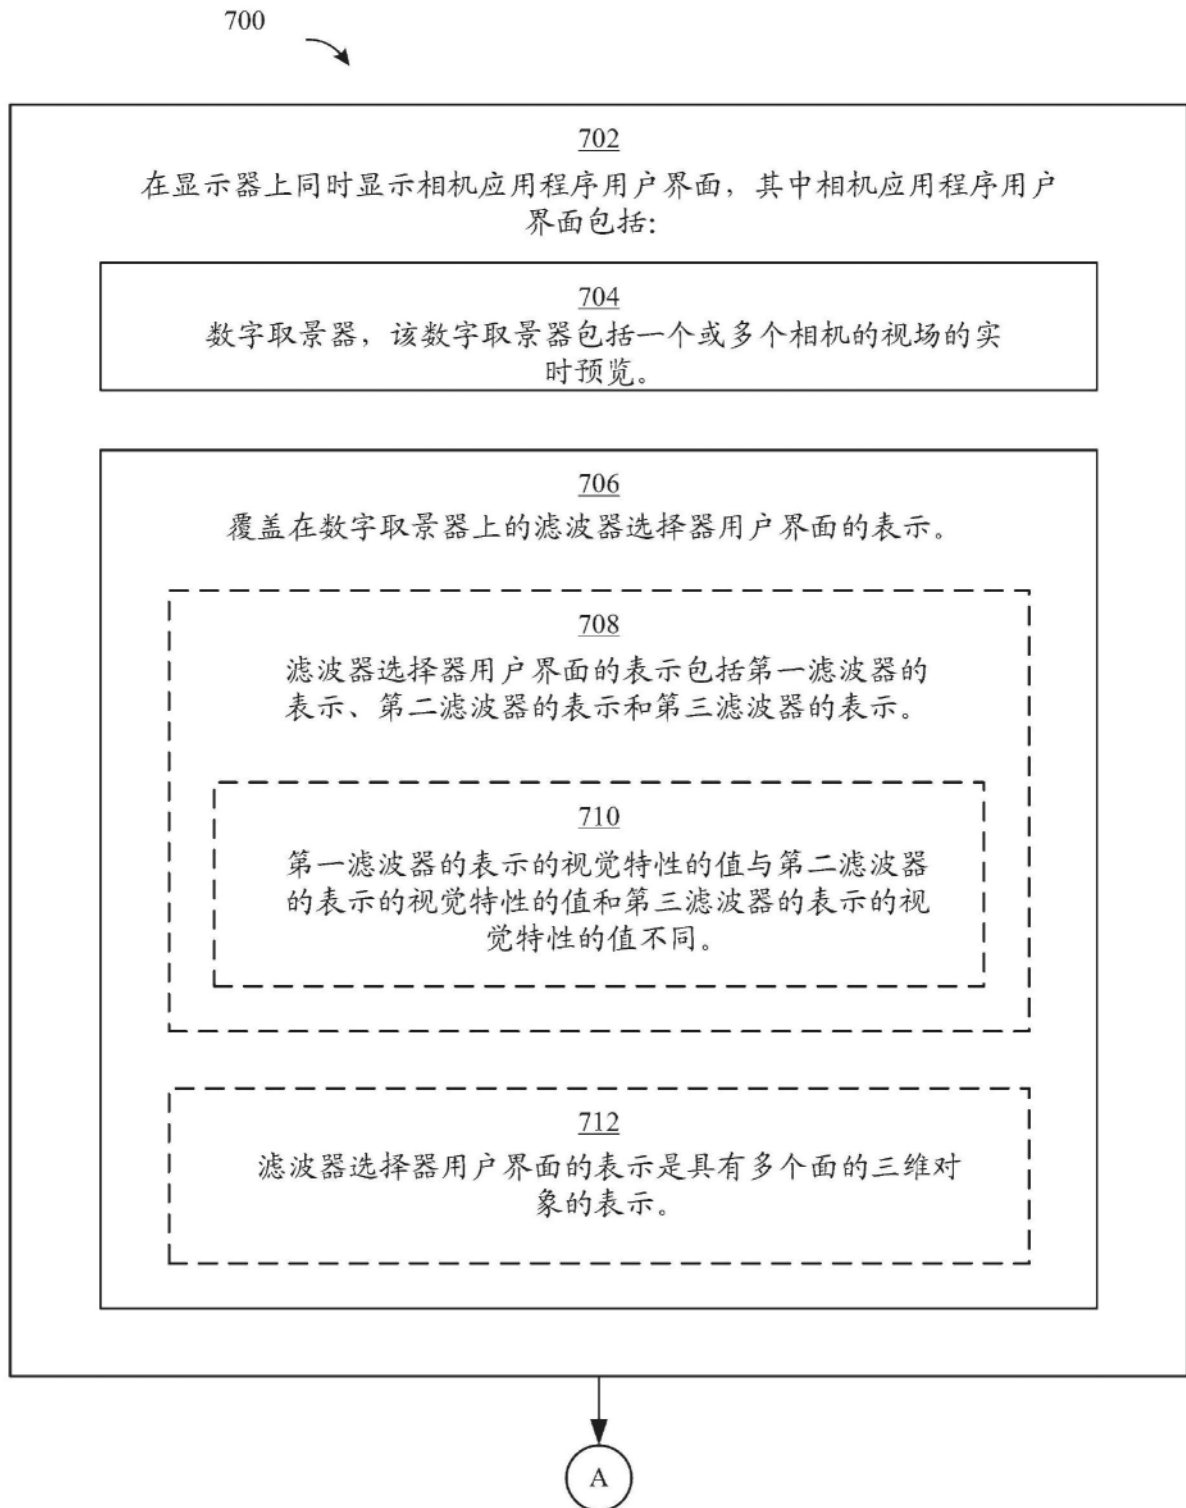 700
702
在显示器上同时显示相机应用程序用户界面，其中相机应用程序用户
界面包括：
704
数字取景器，该数字取景器包括一个或多个相机的视场的实
时预览。
706
覆盖在数字取景器上的滤波器选择器用户界面的表示。
708
滤波器选择器用户界面的表示包括第一滤波器的
表示、第二滤波器的表示和第三滤波器的表示。
710
第一滤波器的表示的视觉特性的值与第二滤波器
的表示的视觉特性的值和第三滤波器的表示的视
觉特性的值不同。
712
滤波器选择器用户界面的表示是具有多个面的三维对
象的表示。
A